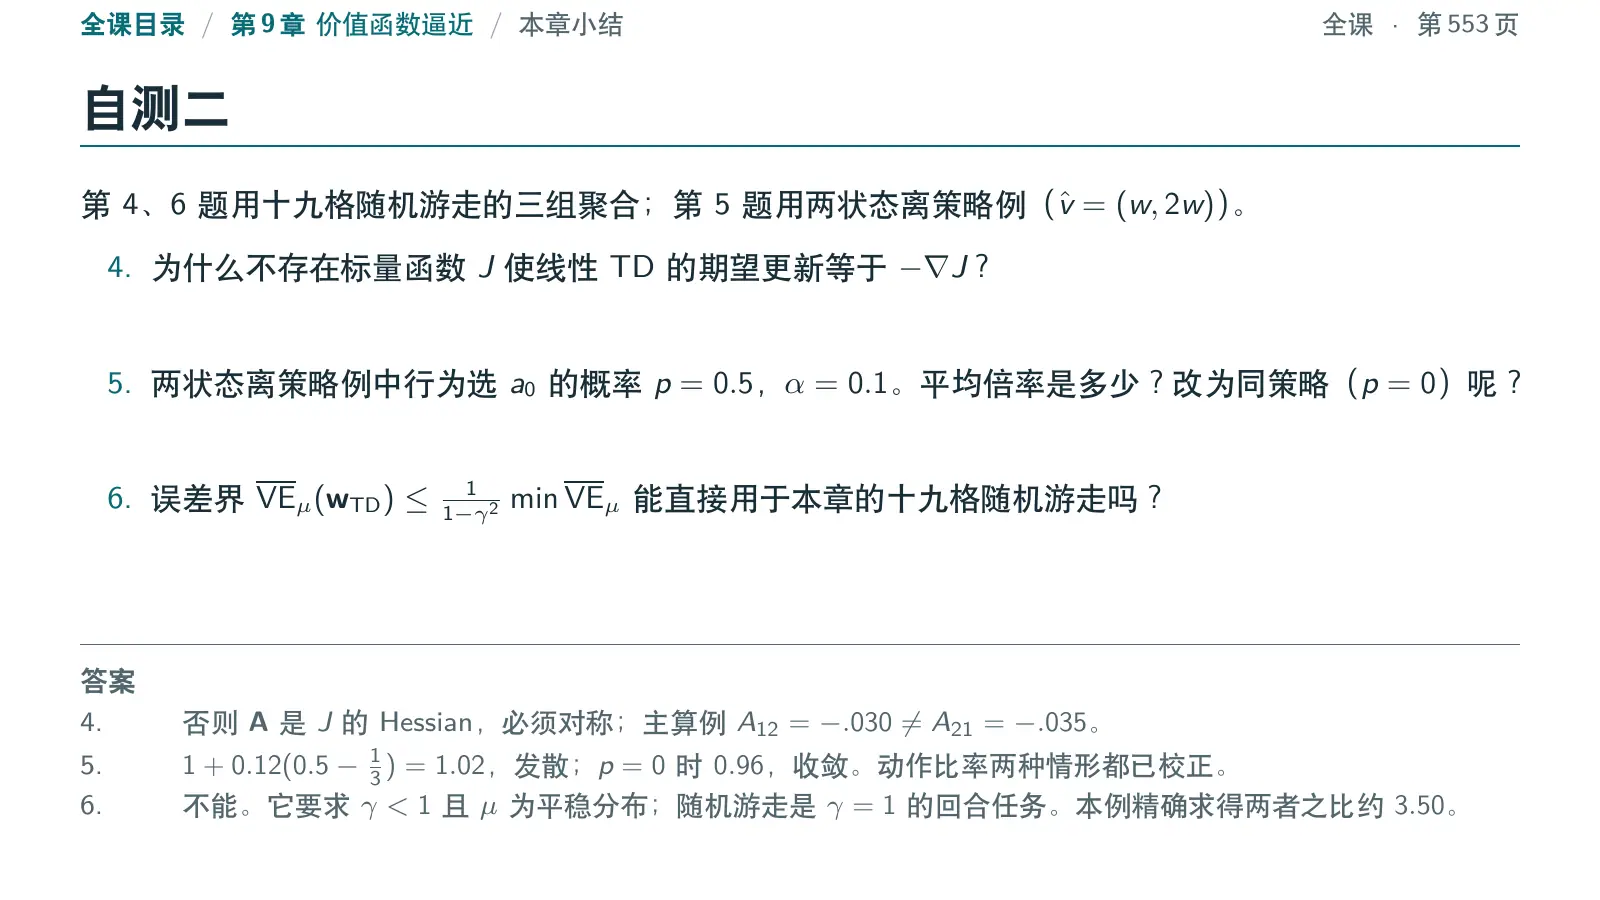 全课目录 / 第 9 章 价值函数逼近 / 本章小结
全课 · 第 553 页
自测二
第 4、6 题用十九格随机游走的三组聚合；第 5 题用两状态离策略例（v̂ = (w, 2w)）。
4. 为什么不存在标量函数 J 使线性 TD 的期望更新等于 −∇J？
5. 两状态离策略例中行为选 a₀ 的概率 p = 0.5，α = 0.1。平均倍率是多少？改为同策略（p = 0）呢？
6. 误差界 V̅E̅_μ(w_TD) ≤ 1/(1−γ²) min V̅E̅_μ 能直接用于本章的十九格随机游走吗？
答案
4. 否则 A 是 J 的 Hessian，必须对称；主算例 A₁₂ = −.030 ≠ A₂₁ = −.035。
5. 1 + 0.12(0.5 − 1/3) = 1.02，发散；p = 0 时 0.96，收敛。动作比率两种情形都已校正。
6. 不能。它要求 γ < 1 且 μ 为平稳分布；随机游走是 γ = 1 的回合任务。本例精确求得两者之比约 3.50。